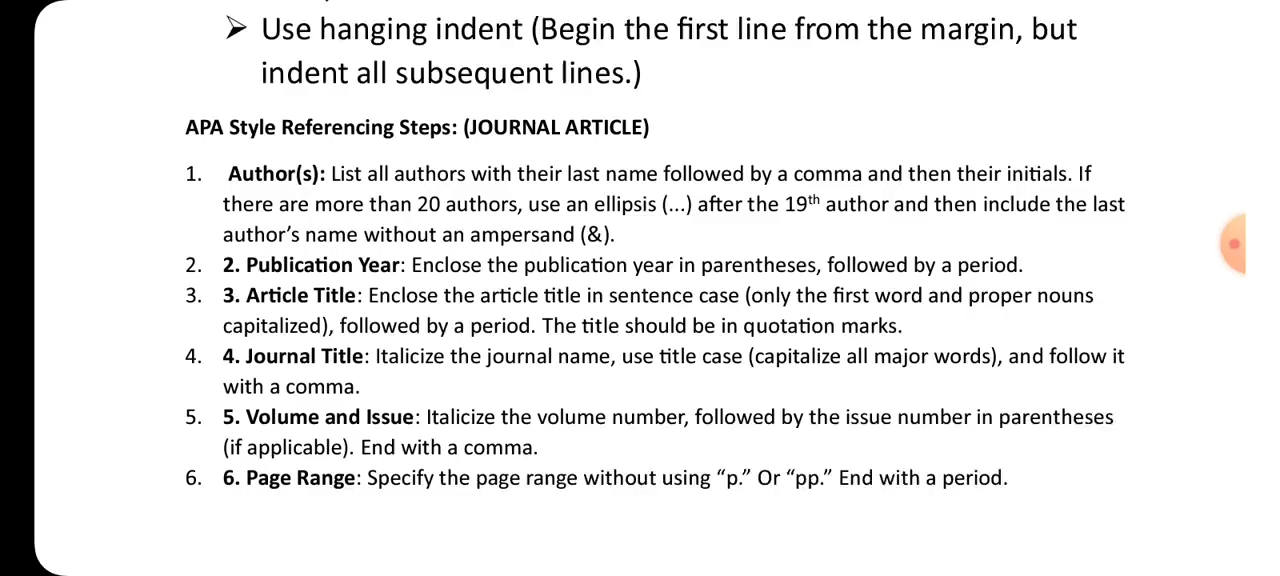 ➢ Use hanging indent (Begin the first line from the margin, but
indent all subsequent lines.)
APA Style Referencing Steps: (JOURNAL ARTICLE)
1. Author(s): List all authors with their last name followed by a comma and then their initials. If
there are more than 20 authors, use an ellipsis (...) after the 19th author and then include the last
author’s name without an ampersand (&).
2. 2. Publication Year: Enclose the publication year in parentheses, followed by a period.
3. 3. Article Title: Enclose the article title in sentence case (only the first word and proper nouns
capitalized), followed by a period. The title should be in quotation marks.
4. 4. Journal Title: Italicize the journal name, use title case (capitalize all major words), and follow it
with a comma.
5. 5. Volume and Issue: Italicize the volume number, followed by the issue number in parentheses
(if applicable). End with a comma.
6. 6. Page Range: Specify the page range without using “p.” Or “pp.” End with a period.